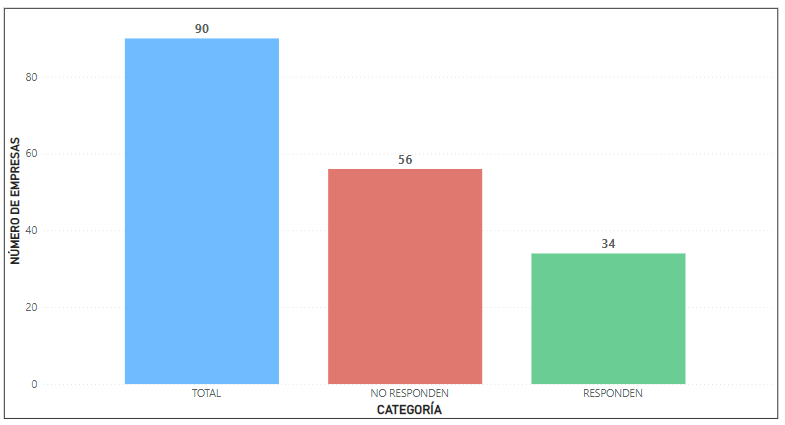 90
56
34
80
60
40
20
0
NÚMERO DE EMPRESAS
TOTAL
NO RESPONDEN
RESPONDEN
CATEGORÍA